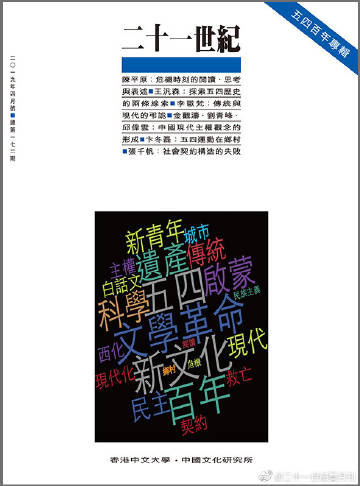 二十一世紀
五四百年專輯
二〇一九年四月號■總第一七二期
陳平原：危機時刻的閱讀、思考
與表述■王汎森：探索五四歷史
的兩條線索■李歐梵：傳統與
現代的弔詭■金觀濤、劉青峰、
邱偉雲：中國現代主權觀念的
形成■卞冬磊：五四運動在鄉村
■張千帆：社會契約構造的失敗
新青年
城市
主權
遺產
傳統
白話文
科學
五四
啟蒙
民族主義
文學革命
西化
現代化
鄉村
新文化
危機
現代
民主
百年
救亡
契約
香港中文大學·中國文化研究所